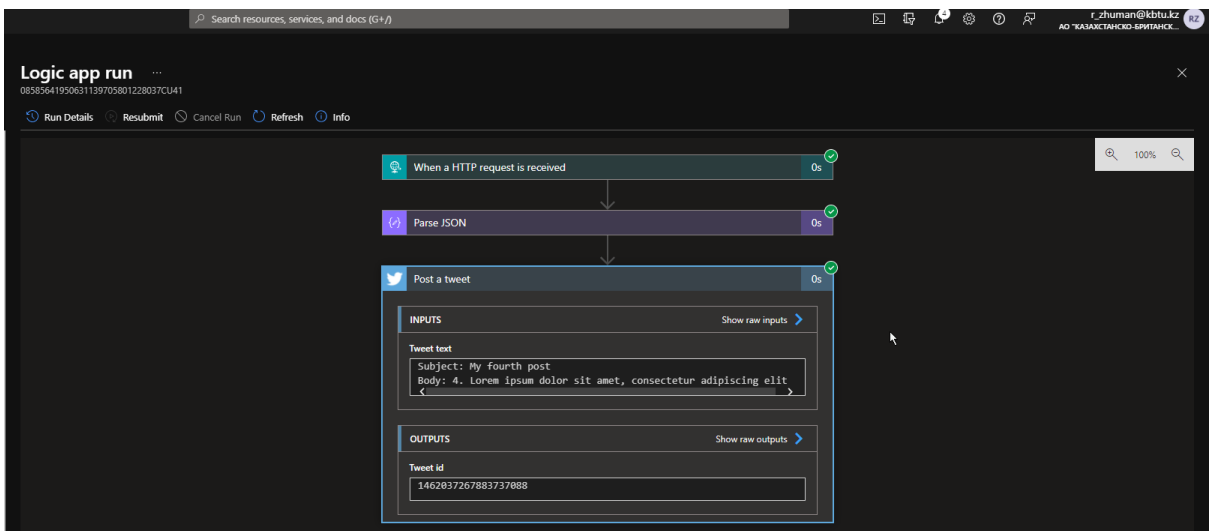 Search resources, services, and docs (G+/)
4
r_zhuman@kbtu.kz
АО "КАЗАХСТАНСКО-БРИТАНСК...
RZ
Logic app run ...
08585641950631139705801228037CU41
Run Details Resubmit Cancel Run Refresh Info
100%
When a HTTP request is received 0s
Parse JSON 0s
Post a tweet 0s
INPUTS Show raw inputs
Tweet text
Subject: My fourth post
Body: 4. Lorem ipsum dolor sit amet, consectetur adipiscing elit
OUTPUTS Show raw outputs
Tweet id
1462037267883737088